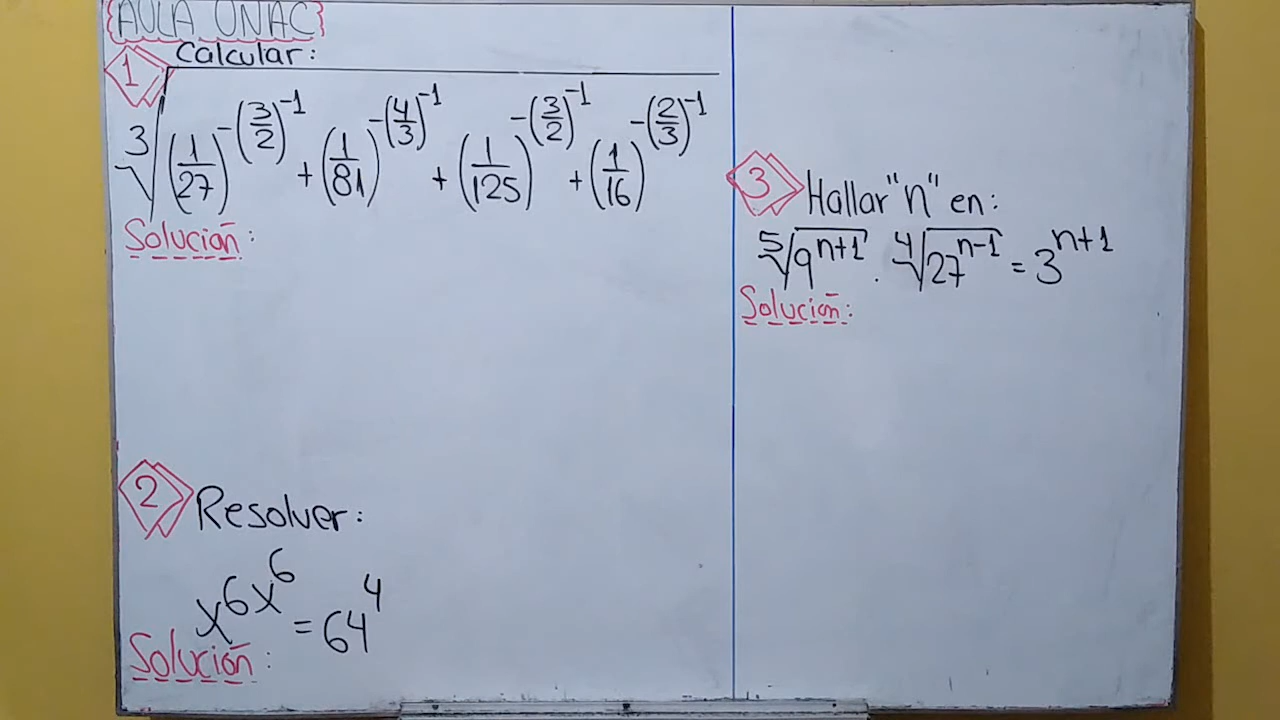 AULA UNAC
1 Calcular:
∛((1/27)^(-(3/2)^(-1)) + (1/81)^(-(4/3)^(-1)) + (1/125)^(-(3/2)^(-1)) + (1/16)^(-(2/3)^(-1)))
Solución:
2 Resolver:
x^(6x^6) = 64^4
Solución:
3 Hallar "n" en:
⁵√(9^(n+1)) . ⁴√(27^(n-1)) = 3^(n+1)
Solución: